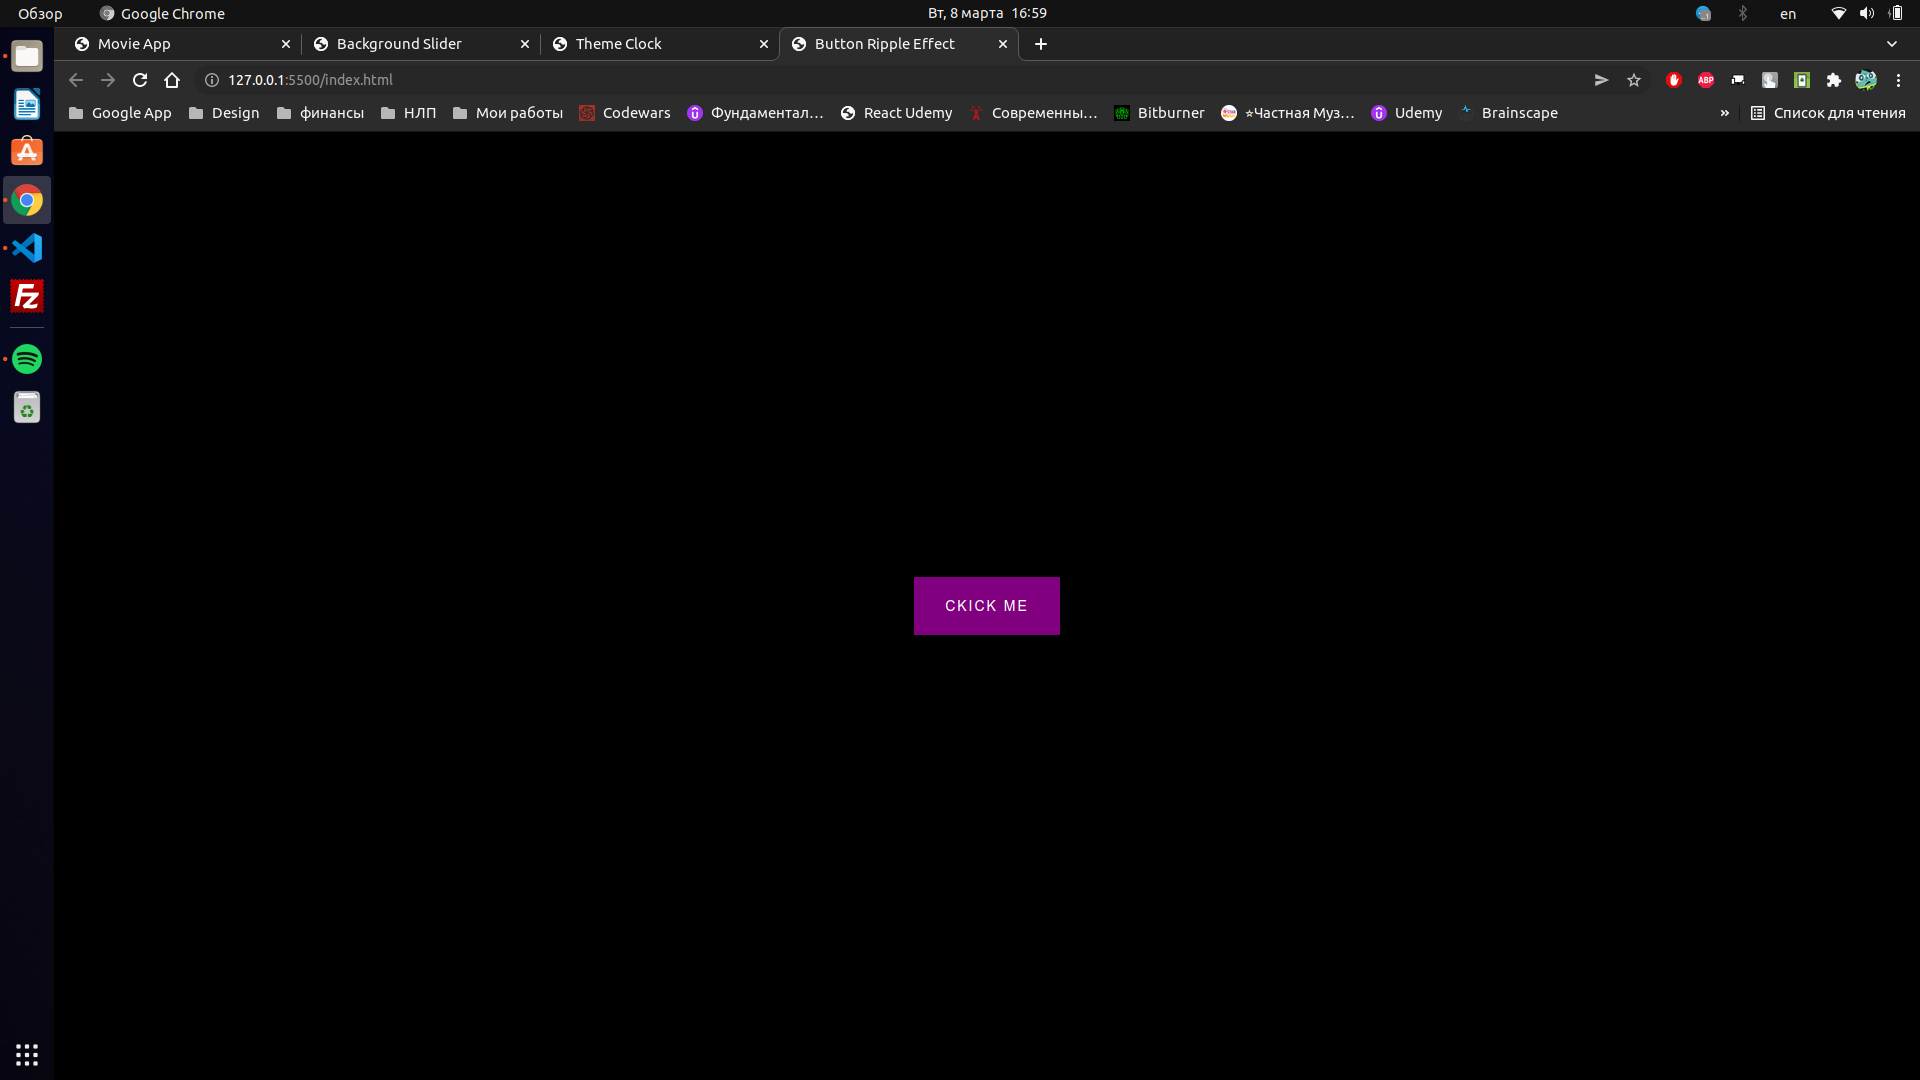 Обзор Google Chrome Вт, 8 марта 16:59 en
Movie App Background Slider Theme Clock Button Ripple Effect
127.0.0.1:5500/index.html
Google App Design финансы НЛП Мои работы Codewars Фундаментал… React Udemy Современны… Bitburner ⭐Частная Муз… Udemy Brainscape » Список для чтения
ABP
Fz
CKICK ME